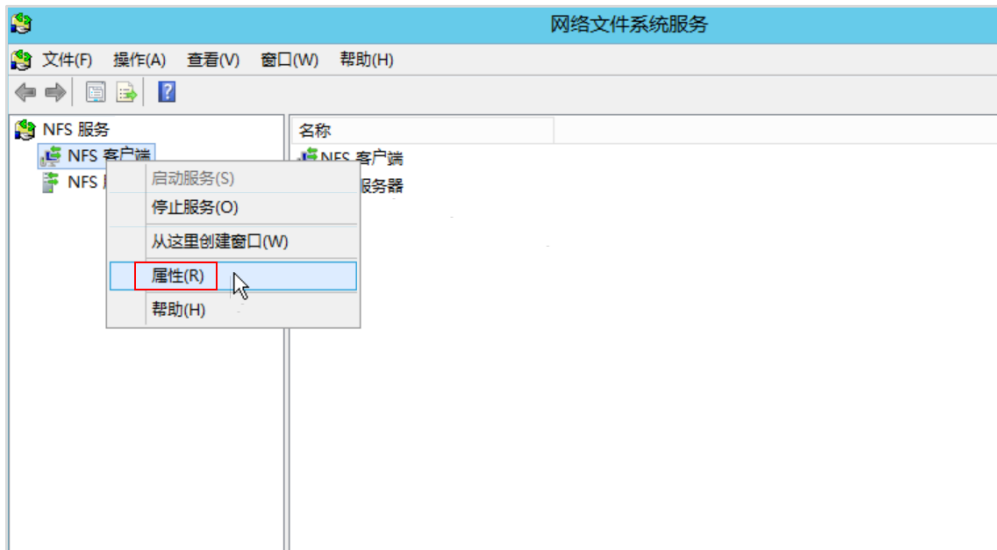 网络文件系统服务
文件(F) 操作(A) 查看(V) 窗口(W) 帮助(H)
NFS 服务
名称
NFS 客户端
NFS 客户端
NFS
服务器
启动服务(S)
停止服务(O)
从这里创建窗口(W)
属性(R)
帮助(H)